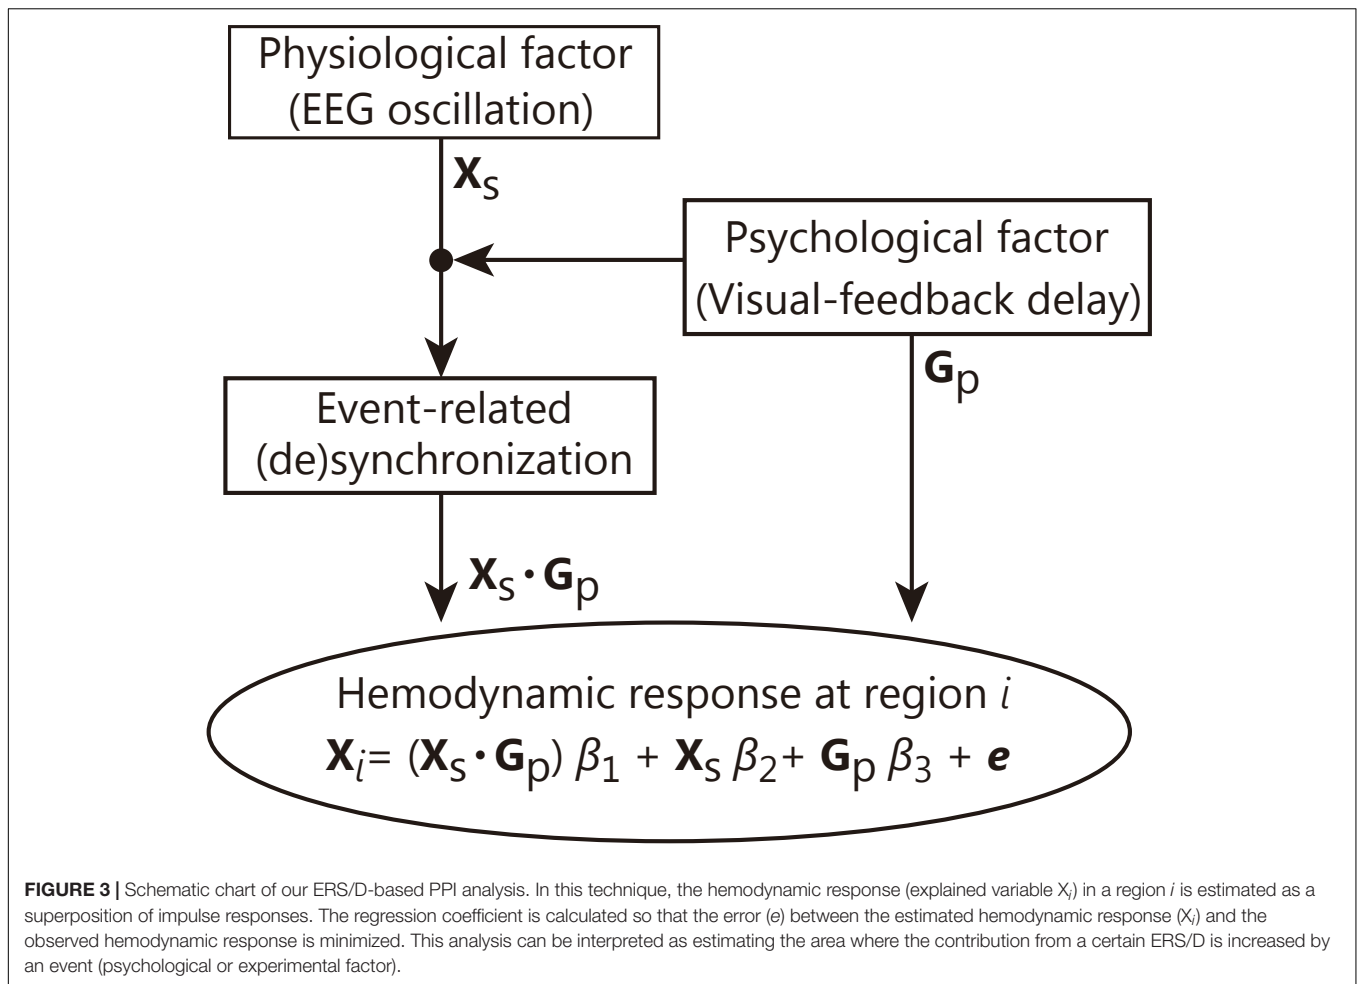 Physiological factor
(EEG oscillation)
Xs
Psychological factor
(Visual-feedback delay)
Gp
Event-related
(de)synchronization
Xs · Gp
Hemodynamic response at region i
Xi= (Xs · Gp) β1 + Xs β2+ Gp β3 + e
FIGURE 3 | Schematic chart of our ERS/D-based PPI analysis. In this technique, the hemodynamic response (explained variable Xi) in a region i is estimated as a
superposition of impulse responses. The regression coefficient is calculated so that the error (e) between the estimated hemodynamic response (Xi) and the
observed hemodynamic response is minimized. This analysis can be interpreted as estimating the area where the contribution from a certain ERS/D is increased by
an event (psychological or experimental factor).